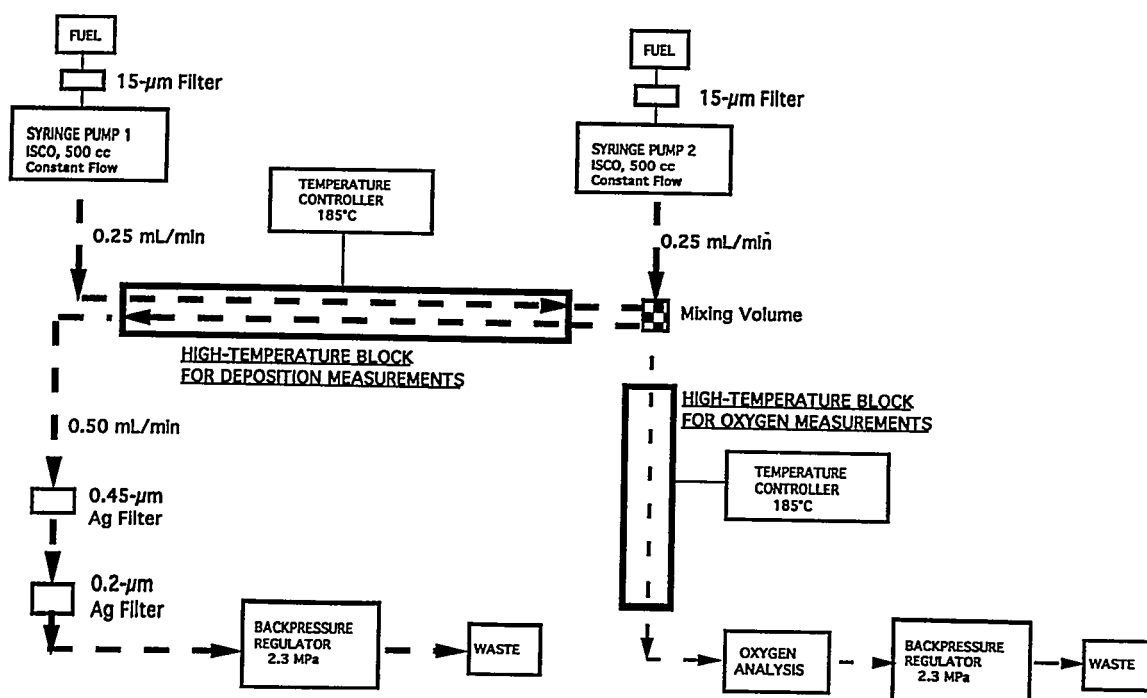 FUEL
15-μm Filter
SYRINGE PUMP 1
ISCO, 500 cc
Constant Flow
0.25 mL/min
TEMPERATURE
CONTROLLER
185°C
FUEL
15-μm Filter
SYRINGE PUMP 2
ISCO, 500 cc
Constant Flow
0.25 mL/min
Mixing Volume
HIGH-TEMPERATURE BLOCK
FOR DEPOSITION MEASUREMENTS
HIGH-TEMPERATURE BLOCK
FOR OXYGEN MEASUREMENTS
TEMPERATURE
CONTROLLER
185°C
0.50 mL/min
0.45-μm
Ag Filter
0.2-μm
Ag Filter
BACKPRESSURE
REGULATOR
2.3 MPa
WASTE
OXYGEN
ANALYSIS
BACKPRESSURE
REGULATOR
2.3 MPa
WASTE